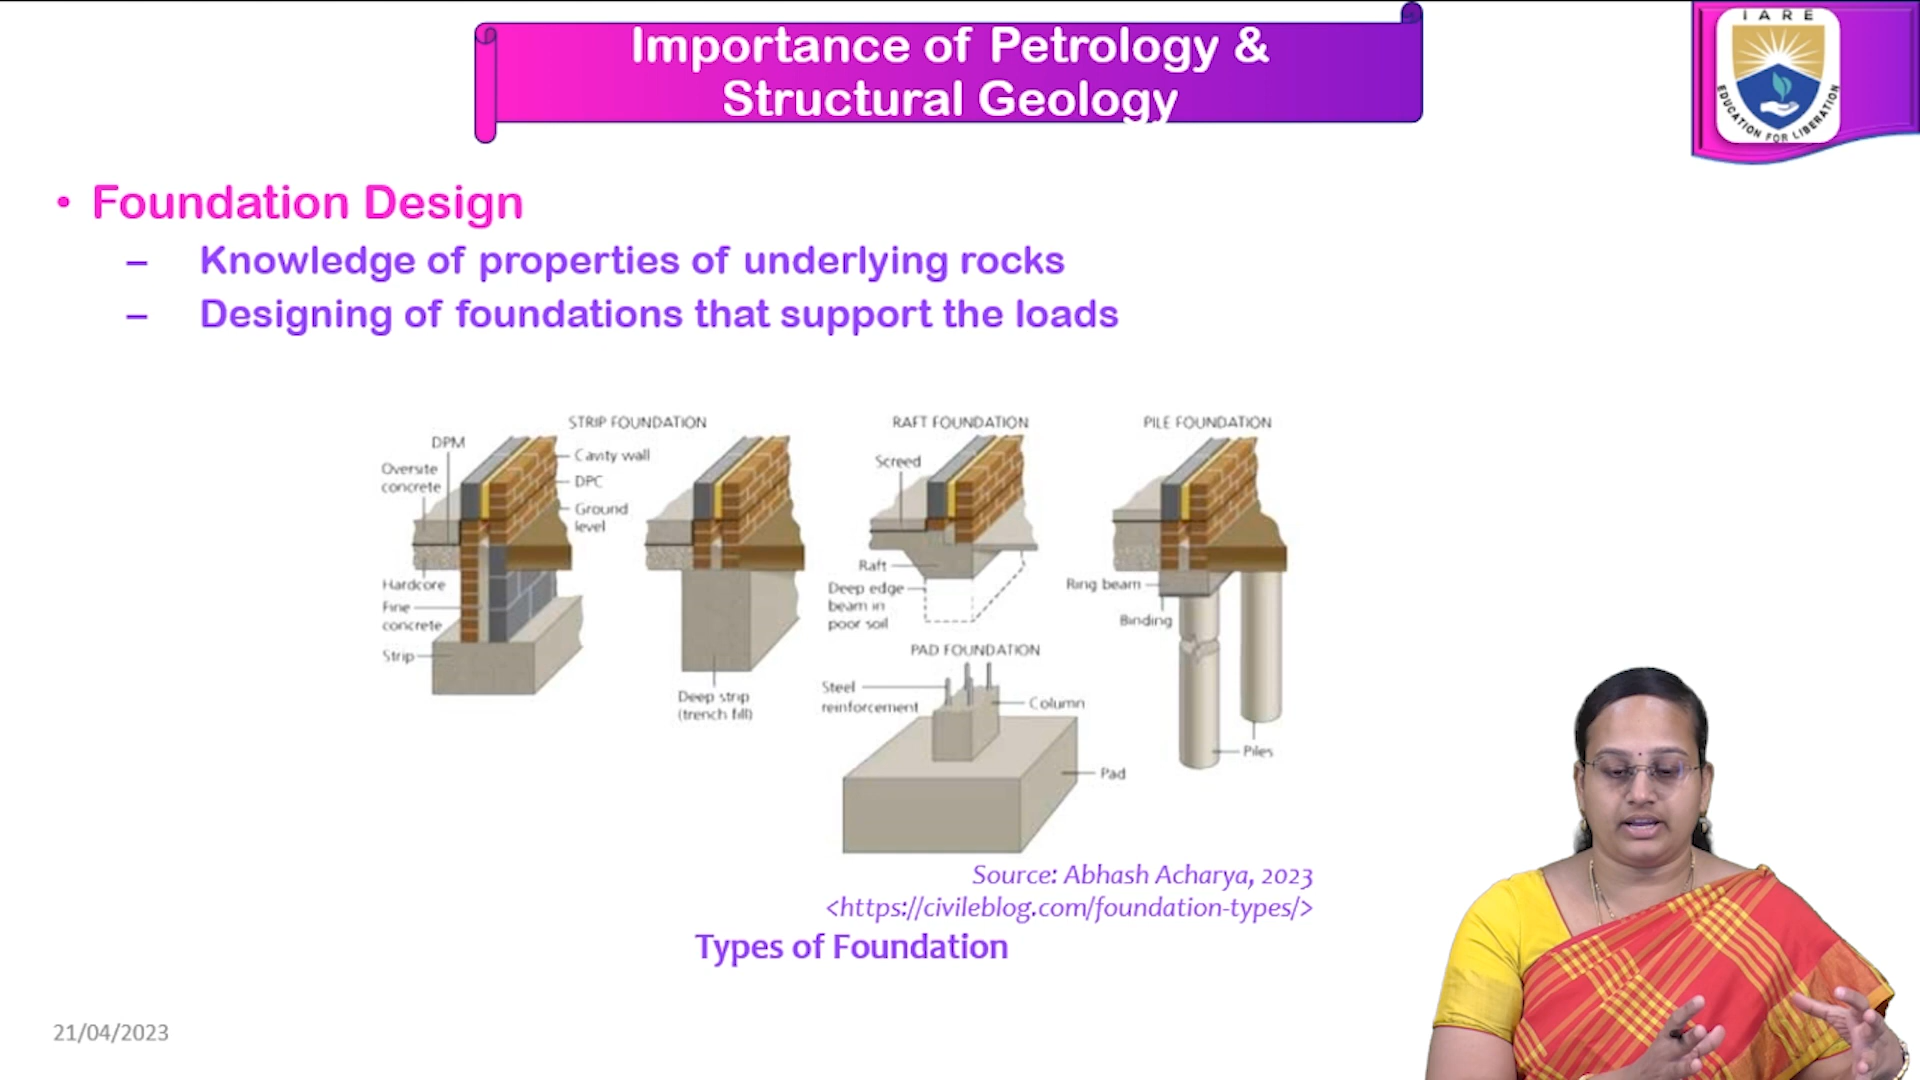 Importance of Petrology &
Structural Geology
IARE
EDUCATION FOR LIBERATION
• Foundation Design
– Knowledge of properties of underlying rocks
– Designing of foundations that support the loads
STRIP FOUNDATION
DPM
Oversite
concrete
Cavity wall
DPC
Ground
level
Hardcore
Fine
concrete
Strip
Deep strip
(trench fill)
RAFT FOUNDATION
Screed
Raft
Deep edge
beam in
poor soil
PAD FOUNDATION
Steel
reinforcement
Column
Pad
PILE FOUNDATION
Ring beam
Binding
Piles
Source: Abhash Acharya, 2023
<https://civileblog.com/foundation-types/>
Types of Foundation
21/04/2023